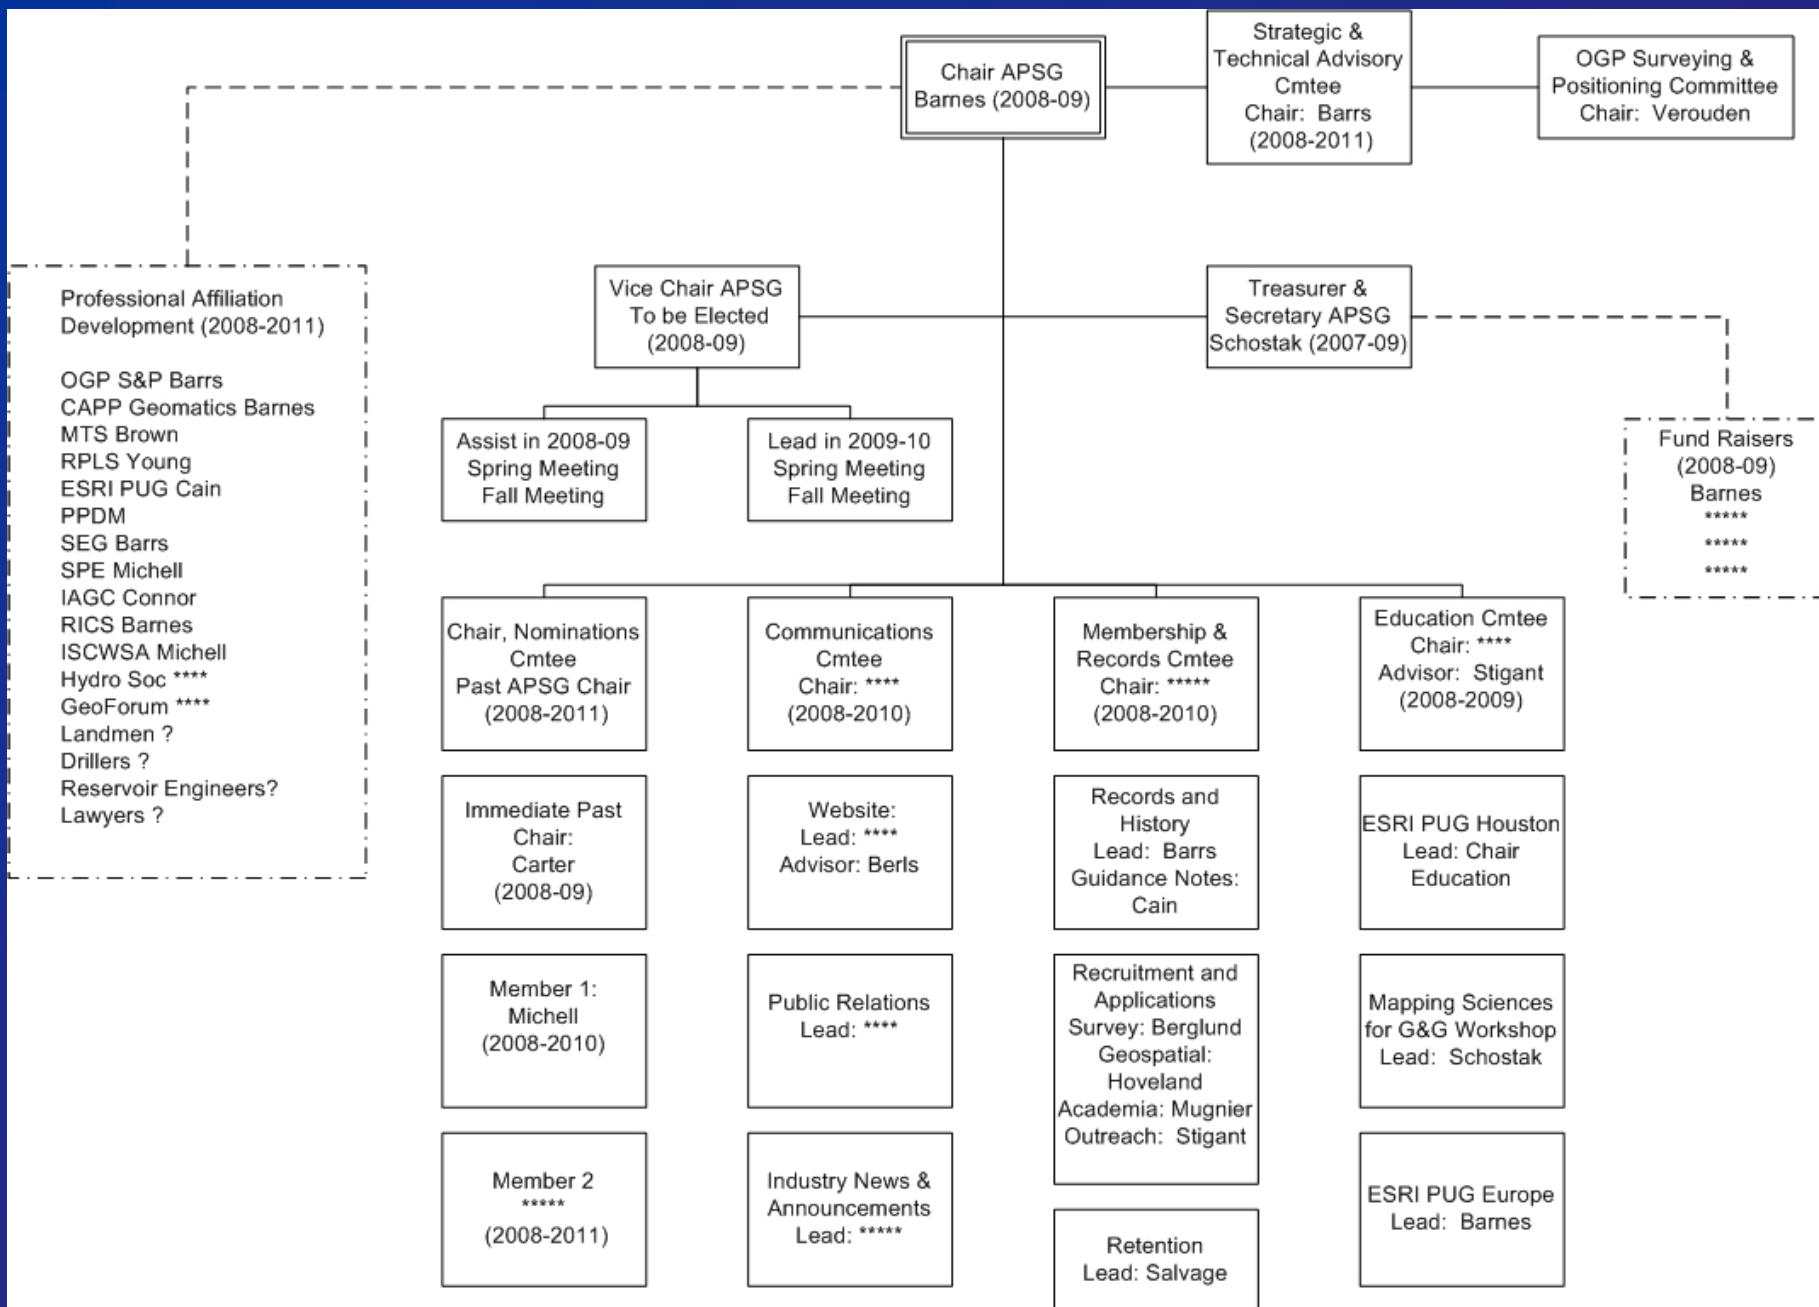 Chair APSG
Barnes (2008-09)
Strategic &
Technical Advisory
Cmtee
Chair:  Barrs
(2008-2011)
OGP Surveying &
Positioning Committee
Chair:  Verouden
Professional Affiliation
Development (2008-2011)
OGP S&P Barrs
CAPP Geomatics Barnes
MTS Brown
RPLS Young
ESRI PUG Cain
PPDM
SEG Barrs
SPE Michell
IAGC Connor
RICS Barnes
ISCWSA Michell
Hydro Soc ****
GeoForum ****
Landmen ?
Drillers ?
Reservoir Engineers?
Lawyers ?
Vice Chair APSG
To be Elected
(2008-09)
Treasurer &
Secretary APSG
Schostak (2007-09)
Assist in 2008-09
Spring Meeting
Fall Meeting
Lead in 2009-10
Spring Meeting
Fall Meeting
Fund Raisers
(2008-09)
Barnes
*****
*****
*****
Chair, Nominations
Cmtee
Past APSG Chair
(2008-2011)
Immediate Past
Chair:
Carter
(2008-09)
Member 1:
Michell
(2008-2010)
Member 2
*****
(2008-2011)
Communications
Cmtee
Chair: ****
(2008-2010)
Website:
Lead: ****
Advisor: Berls
Public Relations
Lead: ****
Industry News &
Announcements
Lead: *****
Membership &
Records Cmtee
Chair: *****
(2008-2010)
Records and
History
Lead:  Barrs
Guidance Notes:
Cain
Recruitment and
Applications
Survey: Berglund
Geospatial:
Hoveland
Academia: Mugnier
Outreach:  Stigant
Retention
Lead: Salvage
Education Cmtee
Chair: ****
Advisor:  Stigant
(2008-2009)
ESRI PUG Houston
Lead: Chair
Education
Mapping Sciences
for G&G Workshop
Lead:  Schostak
ESRI PUG Europe
Lead:  Barnes